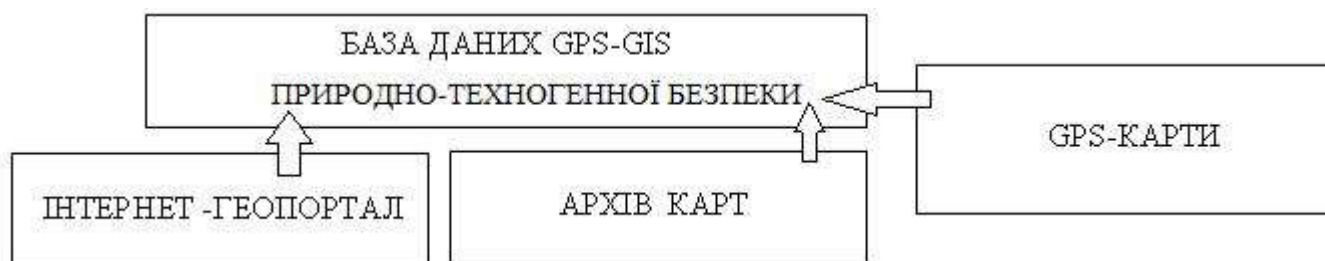 БАЗА ДАНИХ GPS-GIS
ПРИРОДНО-ТЕХНОГЕННОЇ БЕЗПЕКИ
GPS-КАРТИ
ІНТЕРНЕТ -ГЕОПОРТАЛ
АРХІВ КАРТ